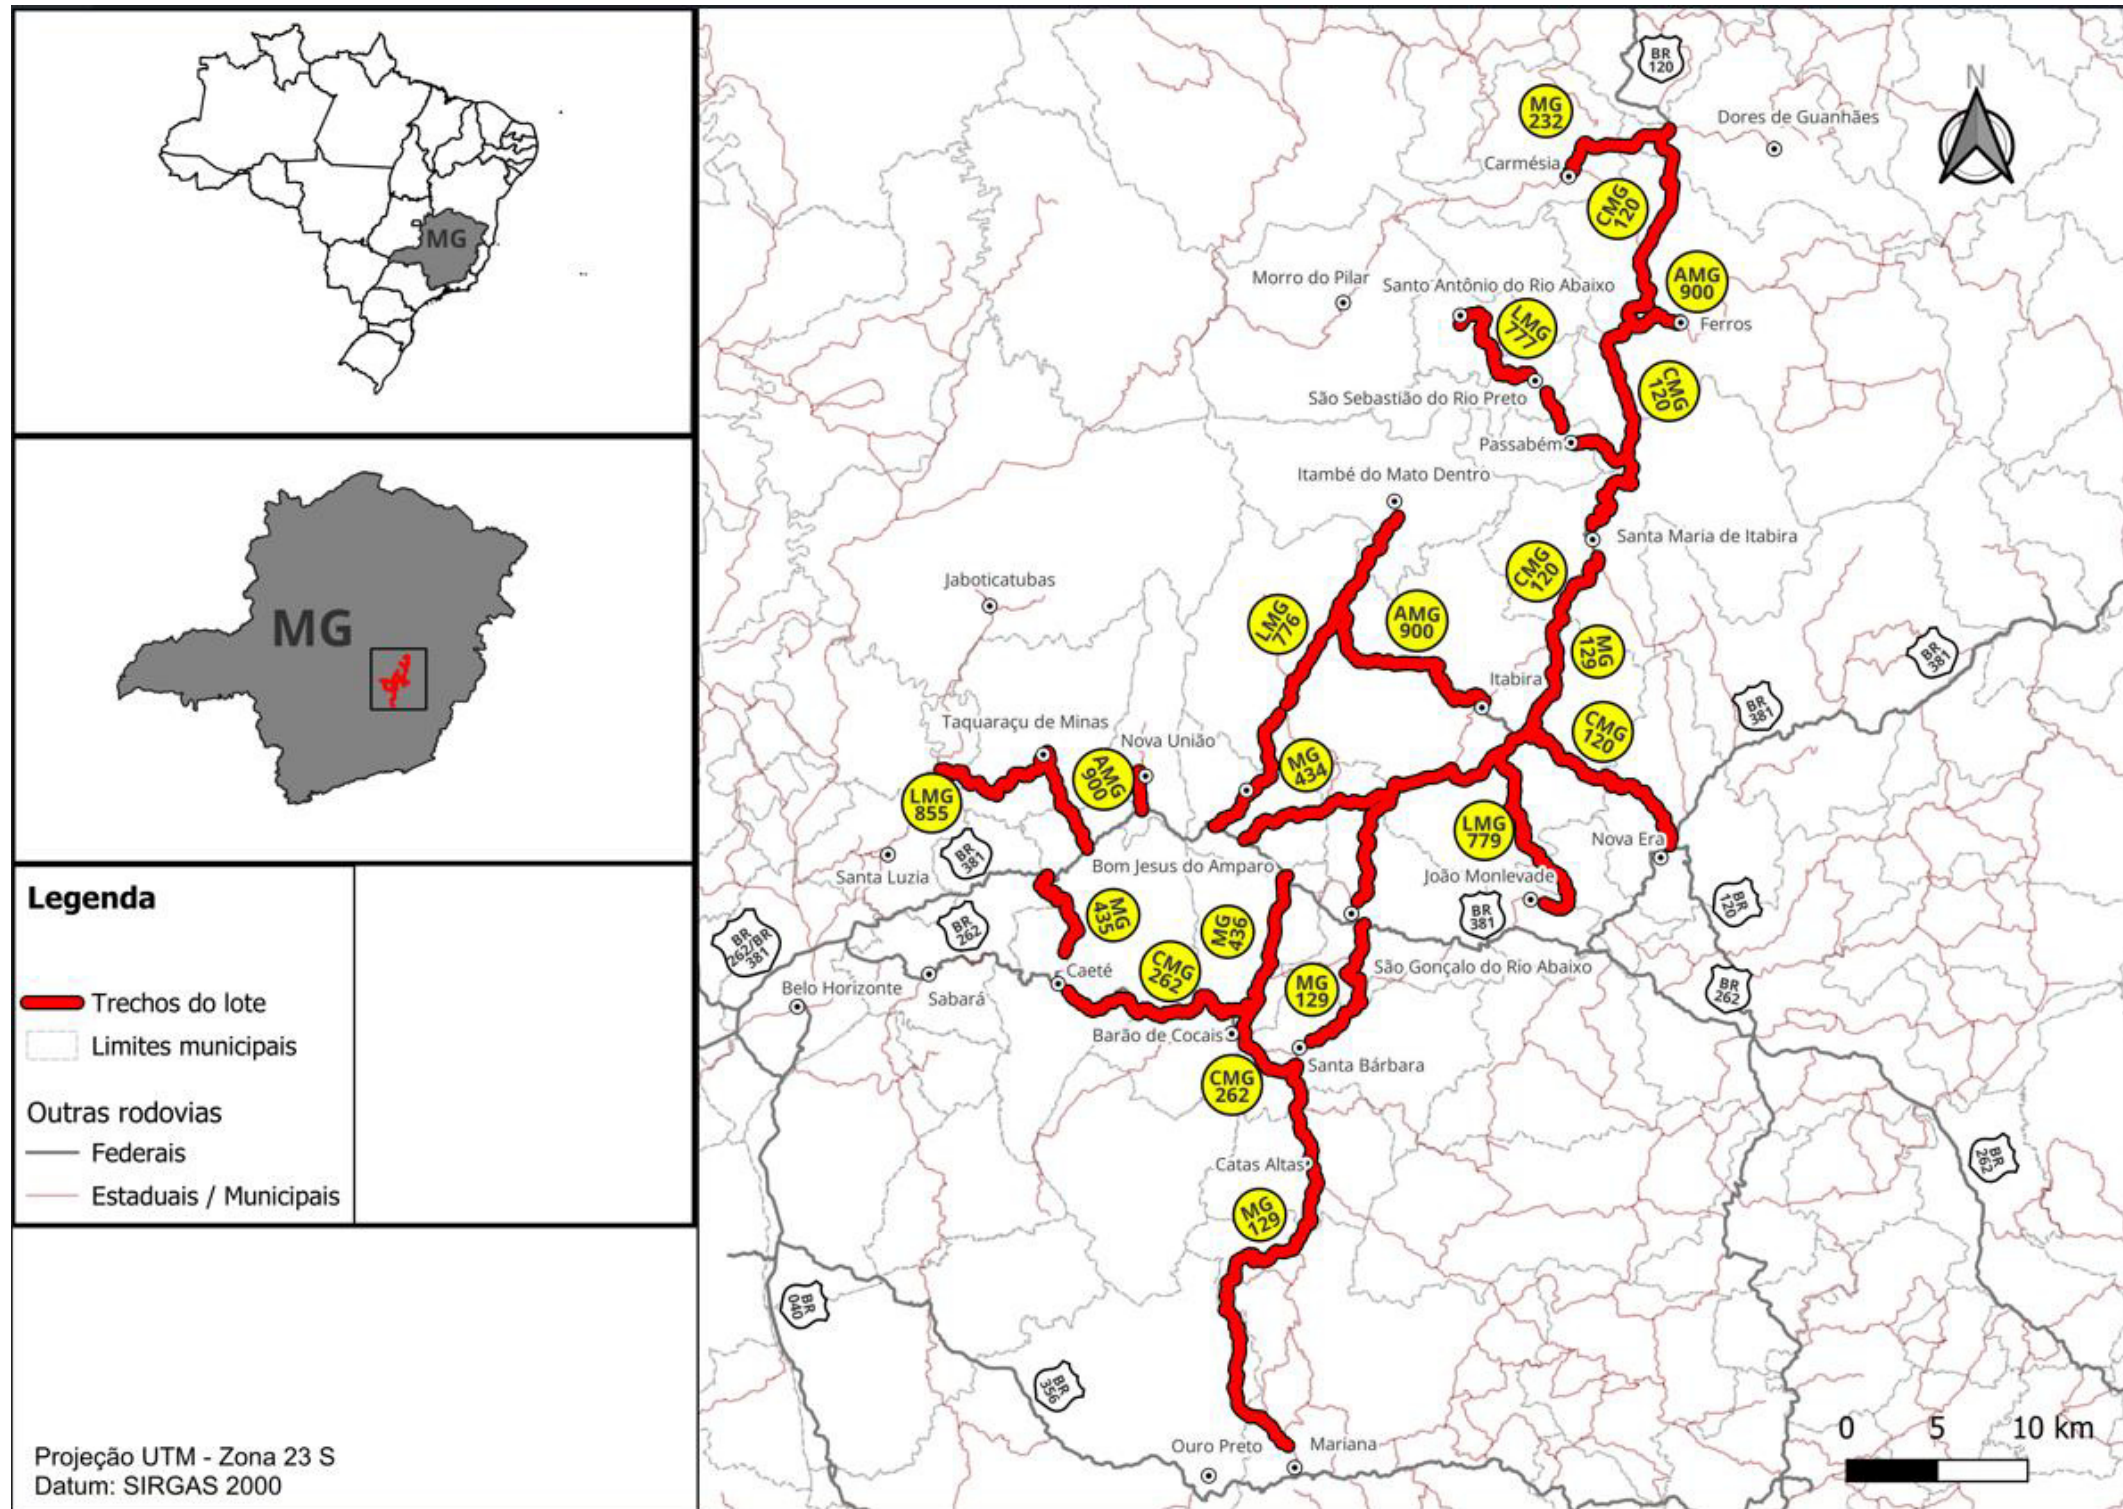 MG
MG
Legenda
Trechos do lote
Limites municipais
Outras rodovias
Federais
Estaduais / Municipais
Projeção UTM - Zona 23 S
Datum: SIRGAS 2000
BR
120
N
MG
232
Dores de Guanhães
Carmésia
CMG
120
Morro do Pilar
Santo Antônio do Rio Abaixo
AMG
900
LMG
777
Ferros
São Sebastião do Rio Preto
CMG
120
Passabém
Itambé do Mato Dentro
Santa Maria de Itabira
CMG
120
Jaboticatubas
LMG
776
AMG
900
MG
129
BR
381
Itabira
BR
381
Taquaraçu de Minas
Nova União
CMG
120
AMG
900
MG
434
LMG
855
LMG
779
Nova Era
BR
381
Santa Luzia
Bom Jesus do Amparo
João Monlevade
BR
120
MG
435
MG
436
BR
381
BR
262/BR
381
BR
262
CMG
262
Caeté
São Gonçalo do Rio Abaixo
Belo Horizonte
Sabará
MG
129
BR
262
Barão de Cocais
Santa Bárbara
CMG
262
Catas Altas
BR
262
MG
129
BR
040
BR
356
Ouro Preto
Mariana
0 5 10 km